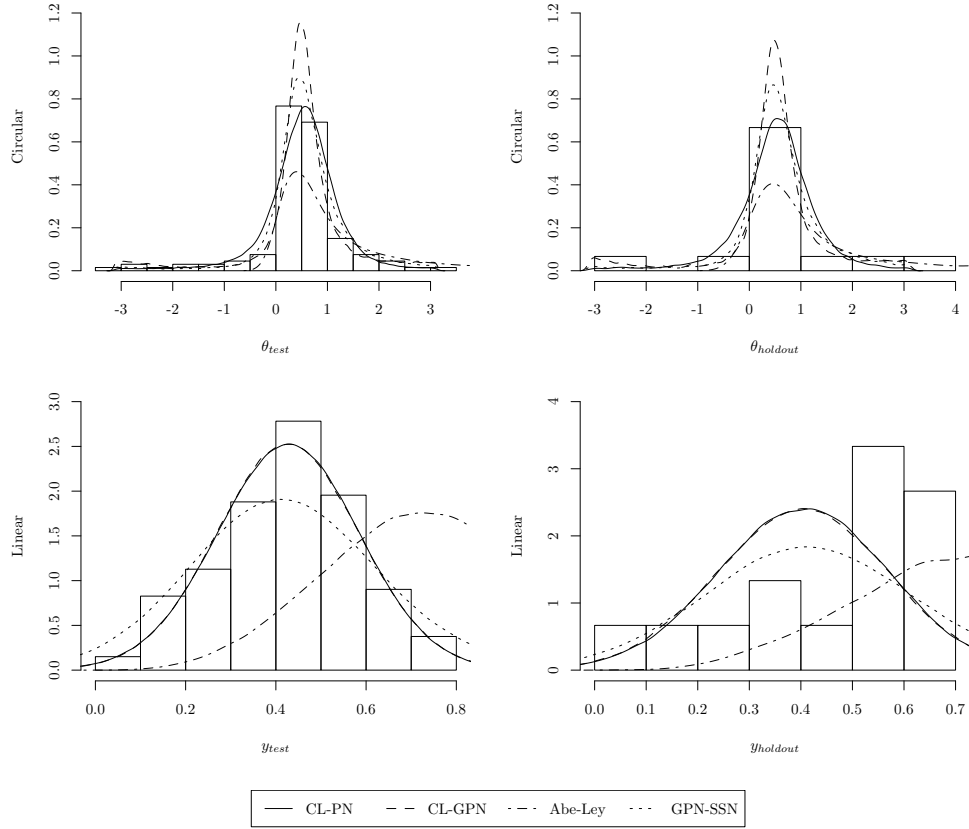 Circular
0.0 0.2 0.4 0.6 0.8 1.0 1.2
-3 -2 -1 0 1 2 3
θtest
Circular
0.0 0.2 0.4 0.6 0.8 1.0 1.2
-3 -2 -1 0 1 2 3 4
θholdout
Linear
0.0 0.5 1.0 1.5 2.0 2.5 3.0
0.0 0.2 0.4 0.6 0.8
ytest
Linear
0 1 2 3 4
0.0 0.1 0.2 0.3 0.4 0.5 0.6 0.7
yholdout
CL-PN CL-GPN Abe-Ley GPN-SSN